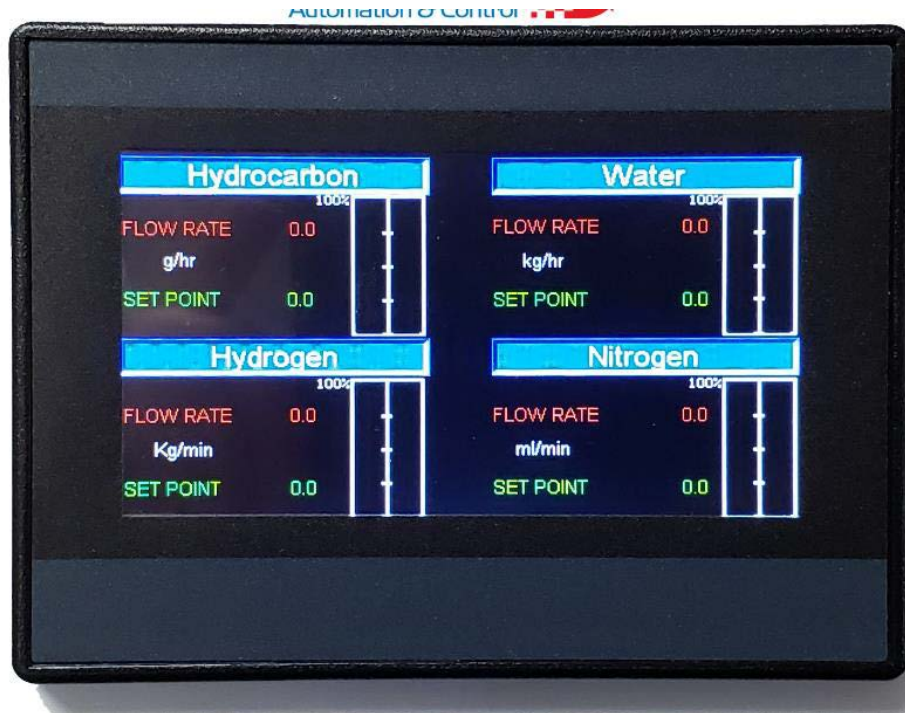 Automation & Control
Hydrocarbon
100%
FLOW RATE 0.0
g/hr
SET POINT 0.0
Water
100%
FLOW RATE 0.0
kg/hr
SET POINT 0.0
Hydrogen
100%
FLOW RATE 0.0
Kg/min
SET POINT 0.0
Nitrogen
100%
FLOW RATE 0.0
ml/min
SET POINT 0.0